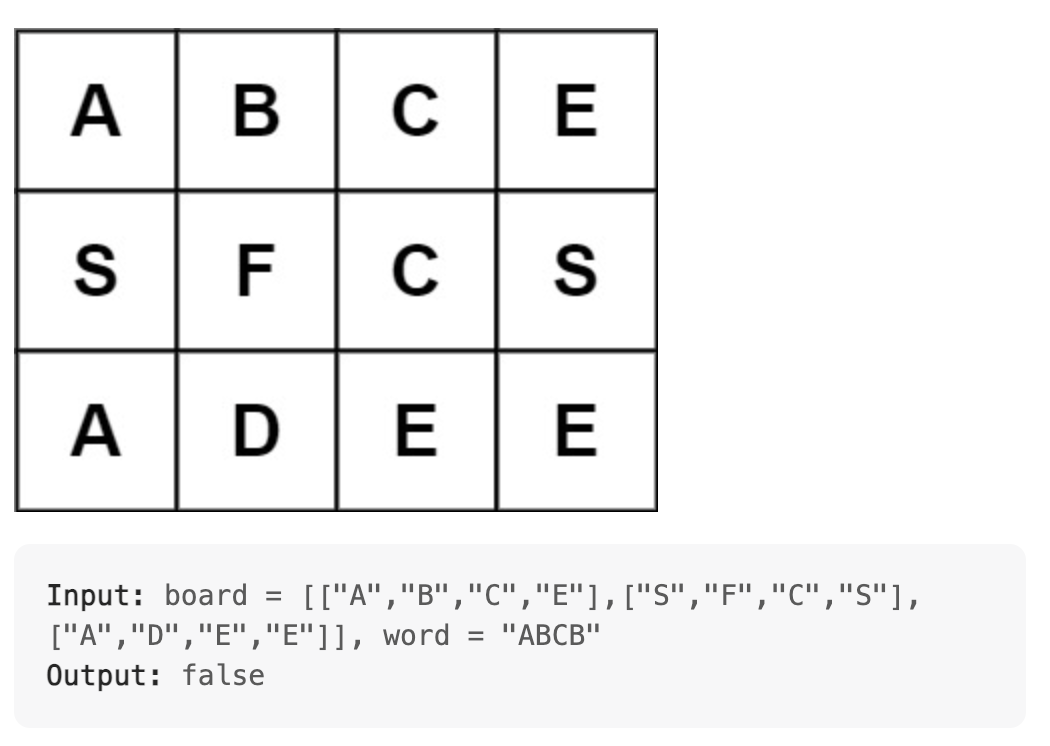 A B C E
S F C S
A D E E
Input: board = [["A","B","C","E"],["S","F","C","S"],
["A","D","E","E"]], word = "ABCB"
Output: false